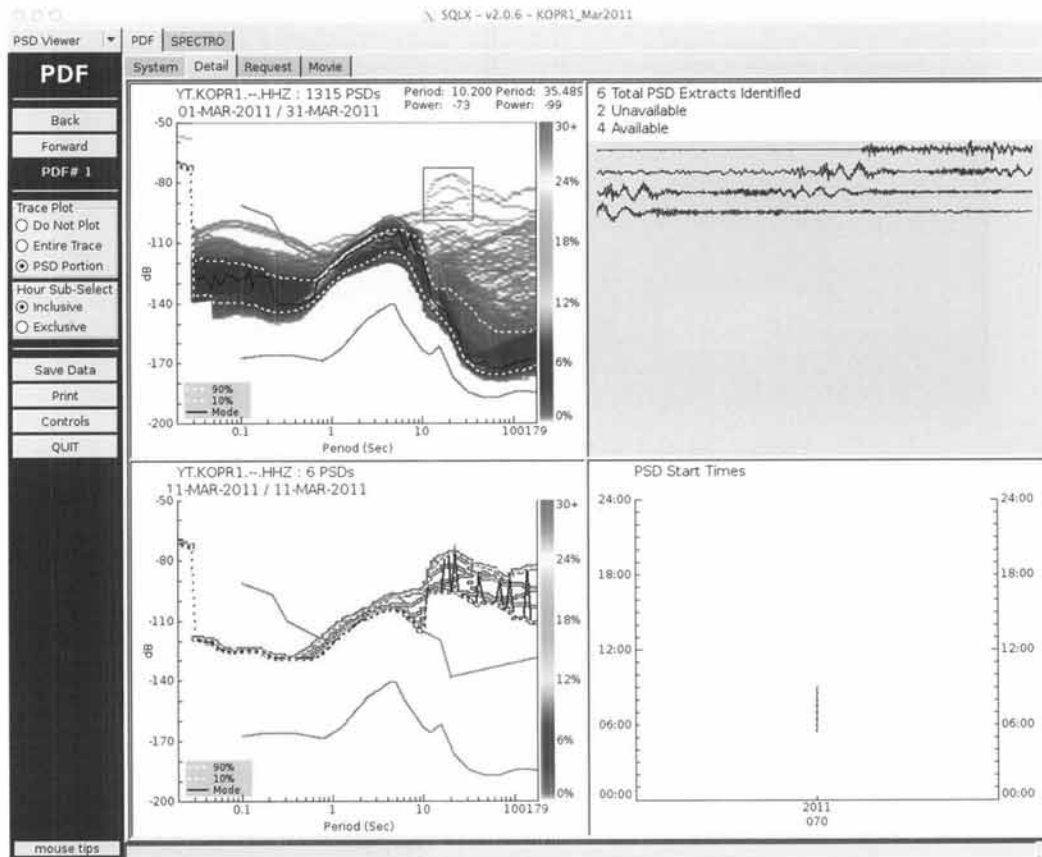 SQLX - v2.0.6 - KOPR1_Mar2011
PSD Viewer
PDF
SPECTRO
System
Detail
Request
Movie
PDF
Back
Forward
PDF# 1
Trace Plot
Do Not Plot
Entire Trace
PSD Portion
Hour Sub-Select
Inclusive
Exclusive
Save Data
Print
Controls
QUIT
mouse tips
YT.KOPR1.--.HHZ : 1315 PSDs
01-MAR-2011 / 31-MAR-2011
Period: 10.200 Period: 35.489
Power: -73 Power: -99
-50
-80
-110
-140
-170
-200
dB
30+
24%
18%
12%
6%
0%
90%
10%
Mode
0.1
1
10
100
179
Period (Sec)
6 Total PSD Extracts Identified
2 Unavailable
4 Available
YT.KOPR1.--.HHZ : 6 PSDs
11-MAR-2011 / 11-MAR-2011
-50
-80
-110
-140
-170
-200
dB
30+
24%
18%
12%
6%
0%
90%
10%
Mode
0.1
1
10
100
179
Period (Sec)
PSD Start Times
24:00
18:00
12:00
06:00
00:00
24:00
18:00
12:00
06:00
00:00
2011
070